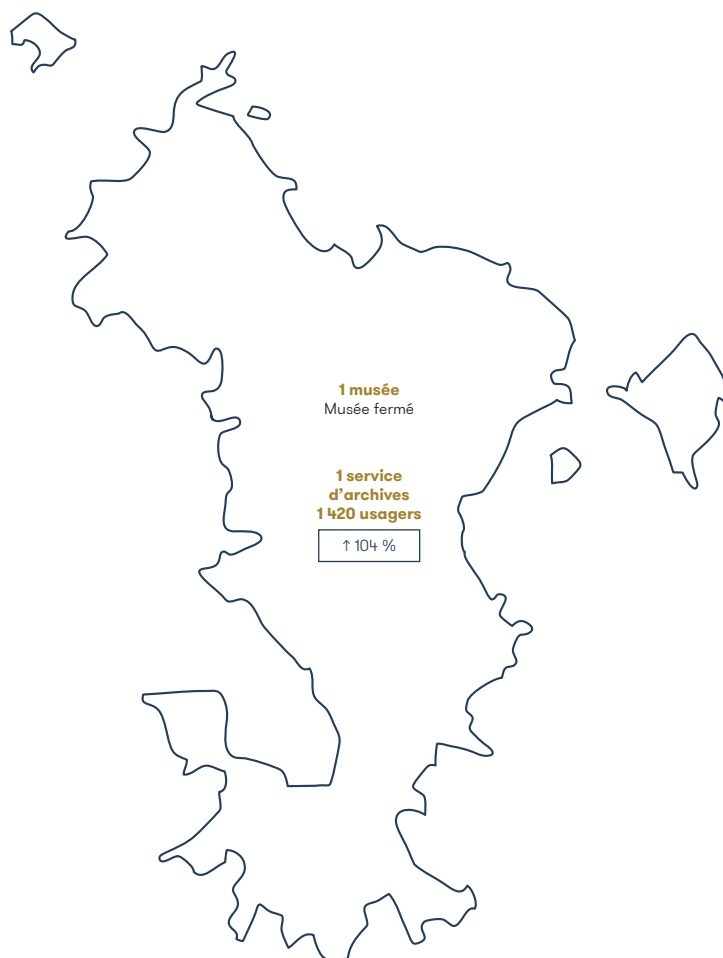 1 musée
Musée fermé
1 service
d'archives
1 420 usagers
↑ 104 %